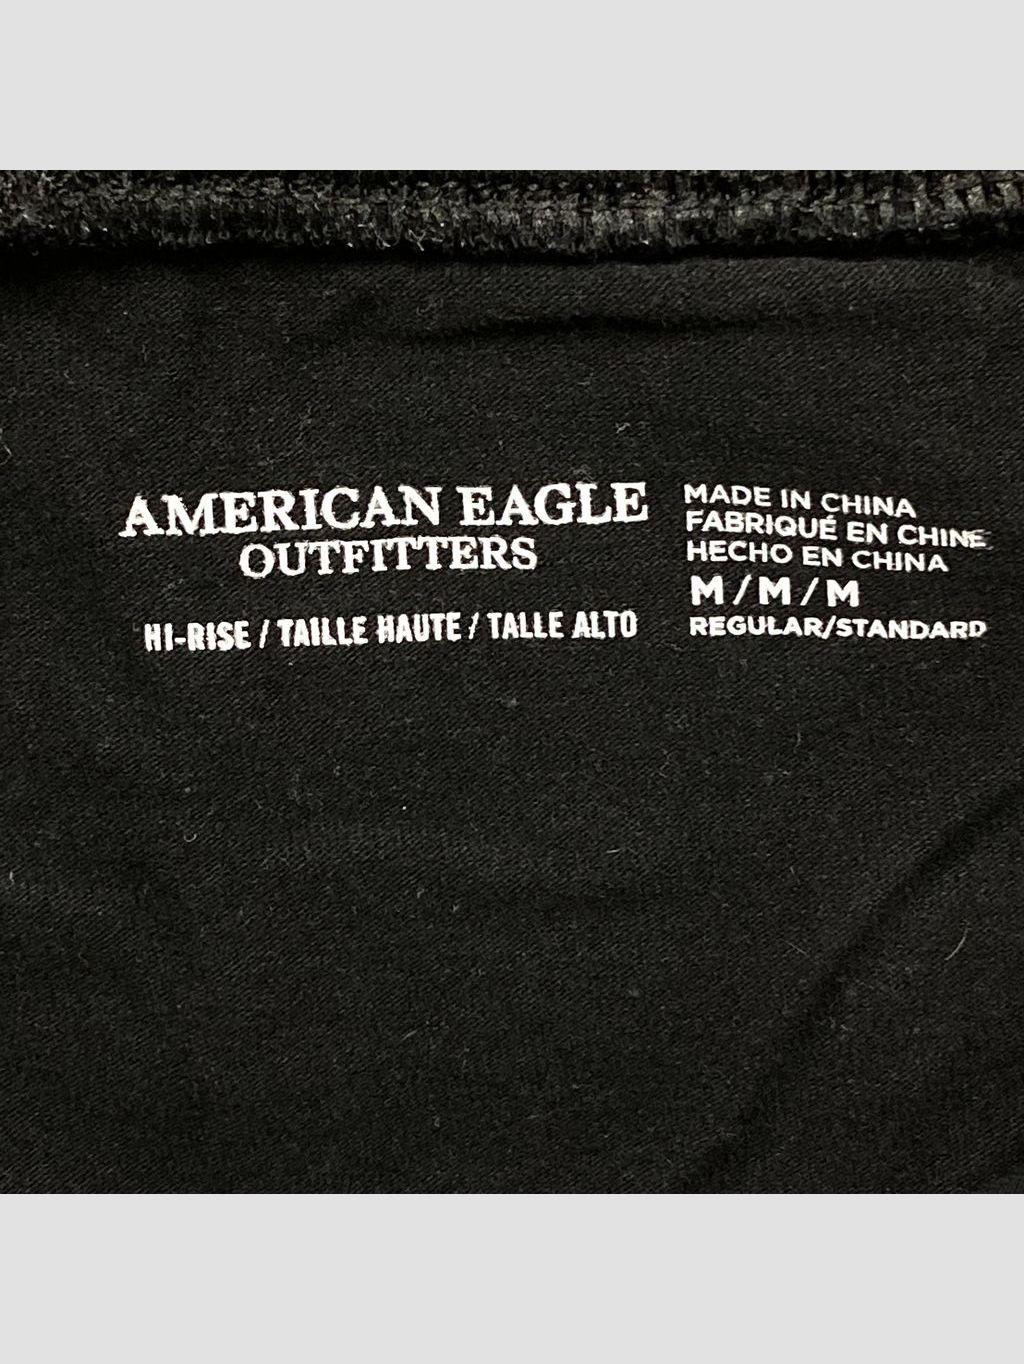 AMERICAN EAGLE
OUTFITTERS
HI-RISE / TAILLE HAUTE / TALLE ALTO
MADE IN CHINA
FABRIQUÉ EN CHINE
HECHO EN CHINA
M/M/M
REGULAR/STANDARD